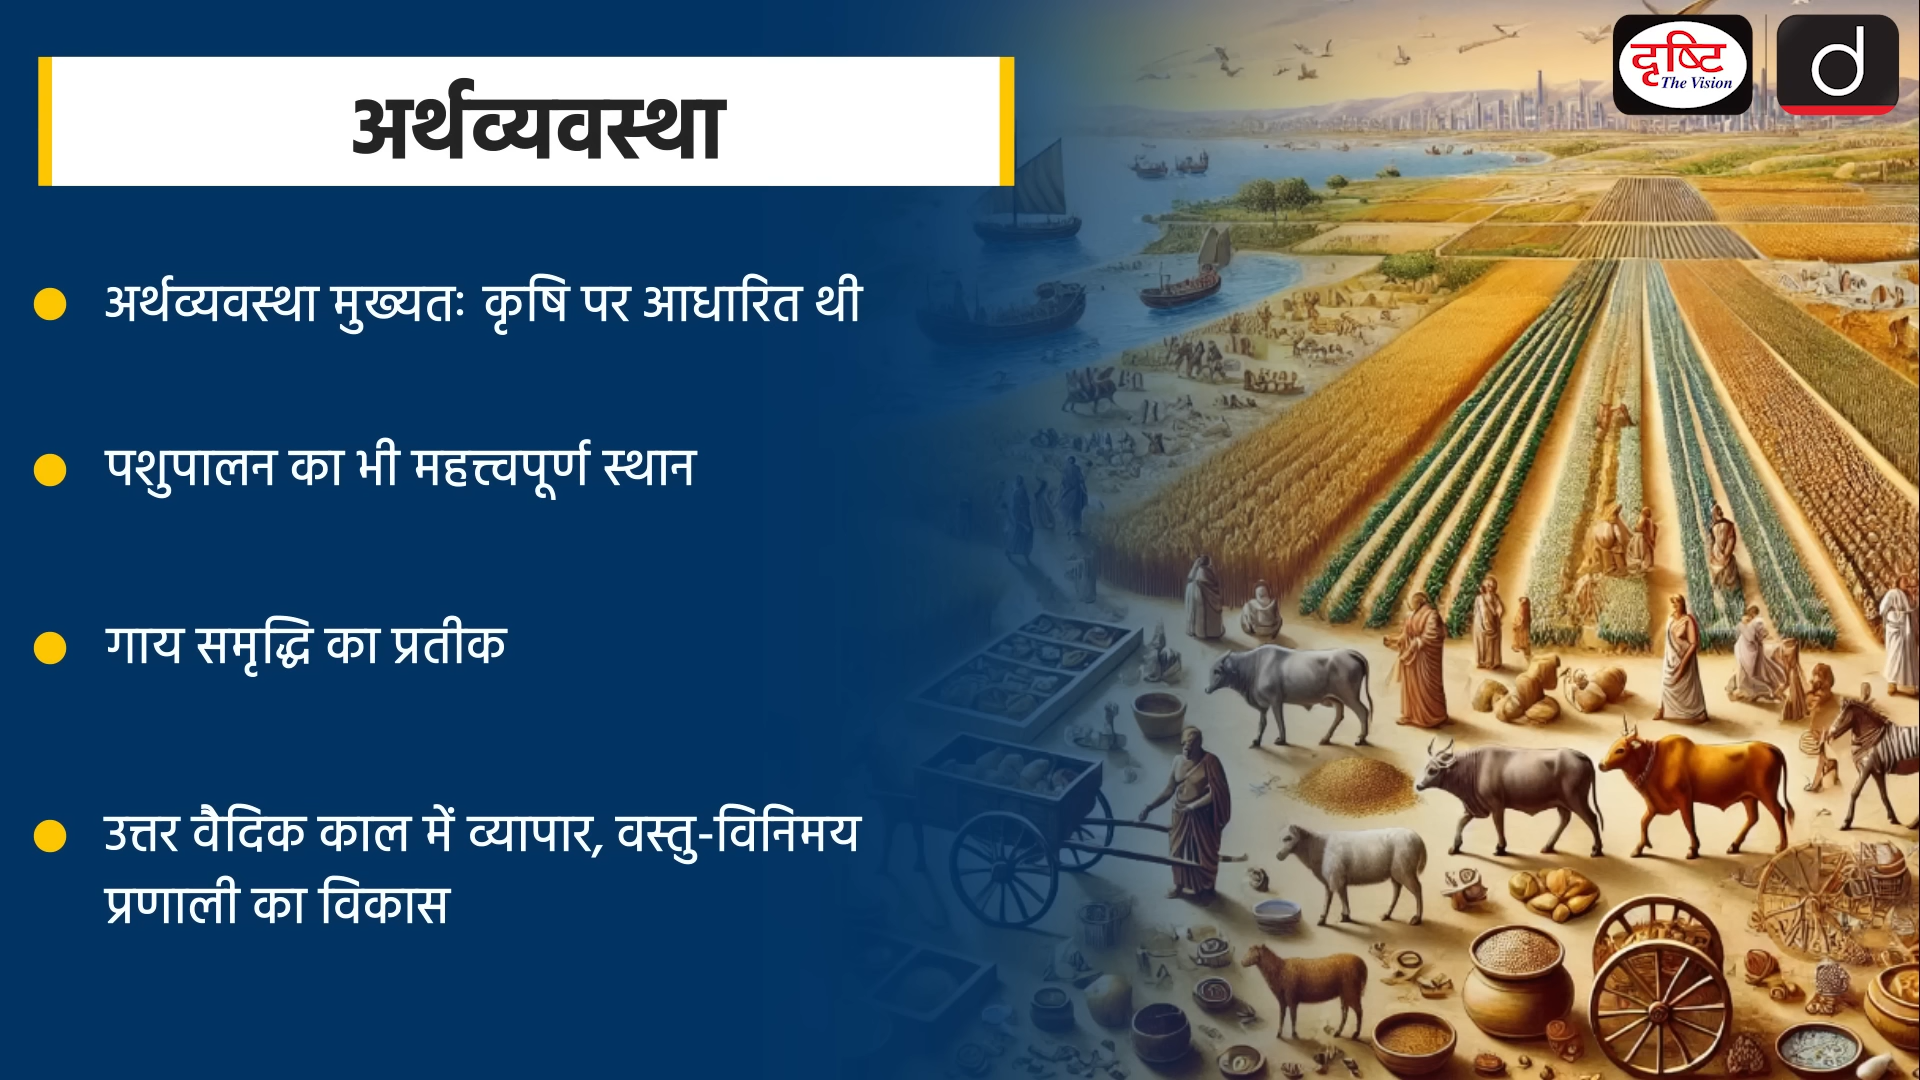 दृष्टि
The Vision
d
अर्थव्यवस्था
अर्थव्यवस्था मुख्यतः कृषि पर आधारित थी
पशुपालन का भी महत्त्वपूर्ण स्थान
गाय समृद्धि का प्रतीक
उत्तर वैदिक काल में व्यापार, वस्तु-विनिमय
प्रणाली का विकास